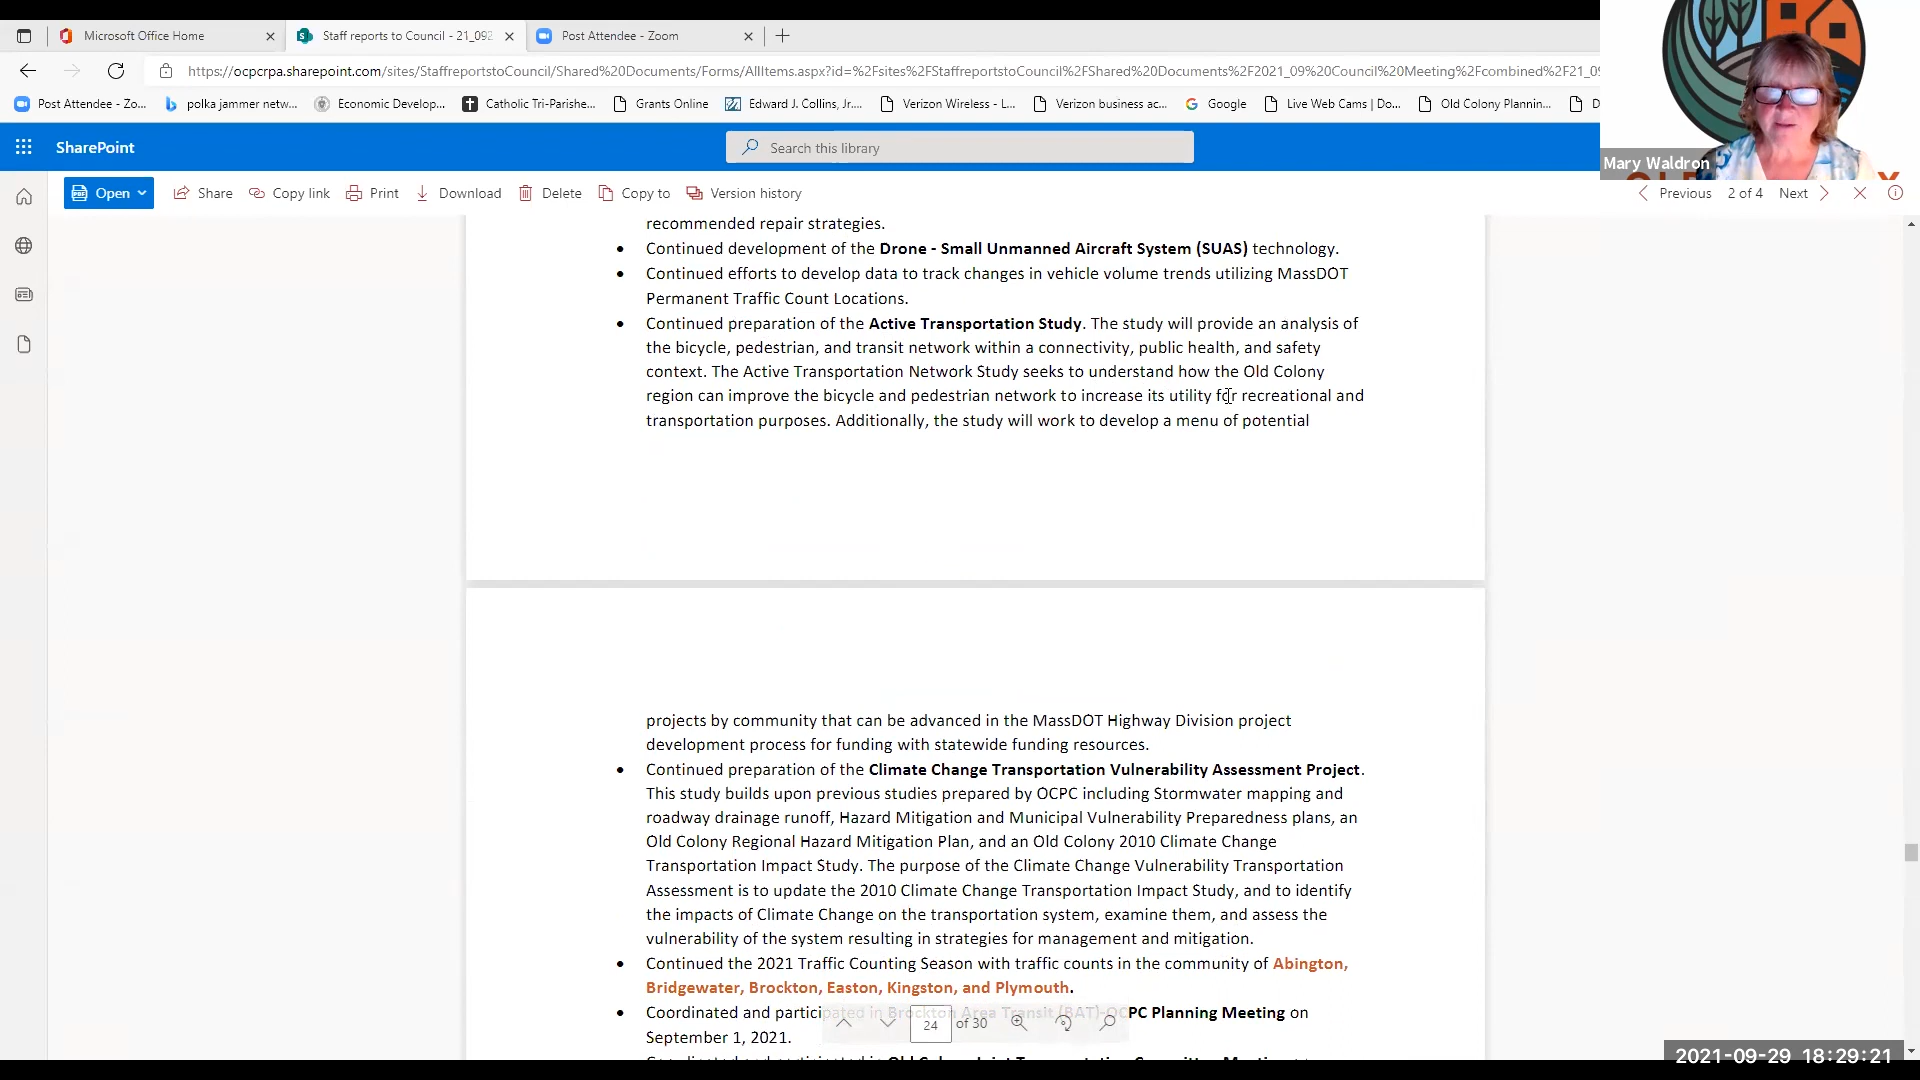 Microsoft Office Home
Staff reports to Council - 21_092
Post Attendee - Zoom
https://ocpcrpa.sharepoint.com/sites/StaffreportstoCouncil/Shared%20Documents/Forms/AllItems.aspx?id=%2Fsites%2FStaffreportstoCouncil%2FShared%20Documents%2F2021_09%20Council%20Meeting%2Fcombined%2F21_09
Post Attendee - Zo...
polka jammer netw...
Economic Develop...
Catholic Tri-Parishe...
Grants Online
Edward J. Collins, Jr....
Verizon Wireless - L...
Verizon business ac...
Google
Live Web Cams | Do...
Old Colony Plannin...
D
SharePoint
Search this library
Mary Waldron
Open
Share
Copy link
Print
Download
Delete
Copy to
Version history
Previous
2 of 4
Next
recommended repair strategies.
• Continued development of the Drone - Small Unmanned Aircraft System (SUAS) technology.
• Continued efforts to develop data to track changes in vehicle volume trends utilizing MassDOT
Permanent Traffic Count Locations.
• Continued preparation of the Active Transportation Study. The study will provide an analysis of
the bicycle, pedestrian, and transit network within a connectivity, public health, and safety
context. The Active Transportation Network Study seeks to understand how the Old Colony
region can improve the bicycle and pedestrian network to increase its utility for recreational and
transportation purposes. Additionally, the study will work to develop a menu of potential
projects by community that can be advanced in the MassDOT Highway Division project
development process for funding with statewide funding resources.
• Continued preparation of the Climate Change Transportation Vulnerability Assessment Project.
This study builds upon previous studies prepared by OCPC including Stormwater mapping and
roadway drainage runoff, Hazard Mitigation and Municipal Vulnerability Preparedness plans, an
Old Colony Regional Hazard Mitigation Plan, and an Old Colony 2010 Climate Change
Transportation Impact Study. The purpose of the Climate Change Vulnerability Transportation
Assessment is to update the 2010 Climate Change Transportation Impact Study, and to identify
the impacts of Climate Change on the transportation system, examine them, and assess the
vulnerability of the system resulting in strategies for management and mitigation.
• Continued the 2021 Traffic Counting Season with traffic counts in the community of Abington,
Bridgewater, Brockton, Easton, Kingston, and Plymouth.
• Coordinated and participated in Brockton Area Transit (BAT)-OCPC Planning Meeting on
24 of 30
September 1, 2021.
2021-09-29 18:29:21